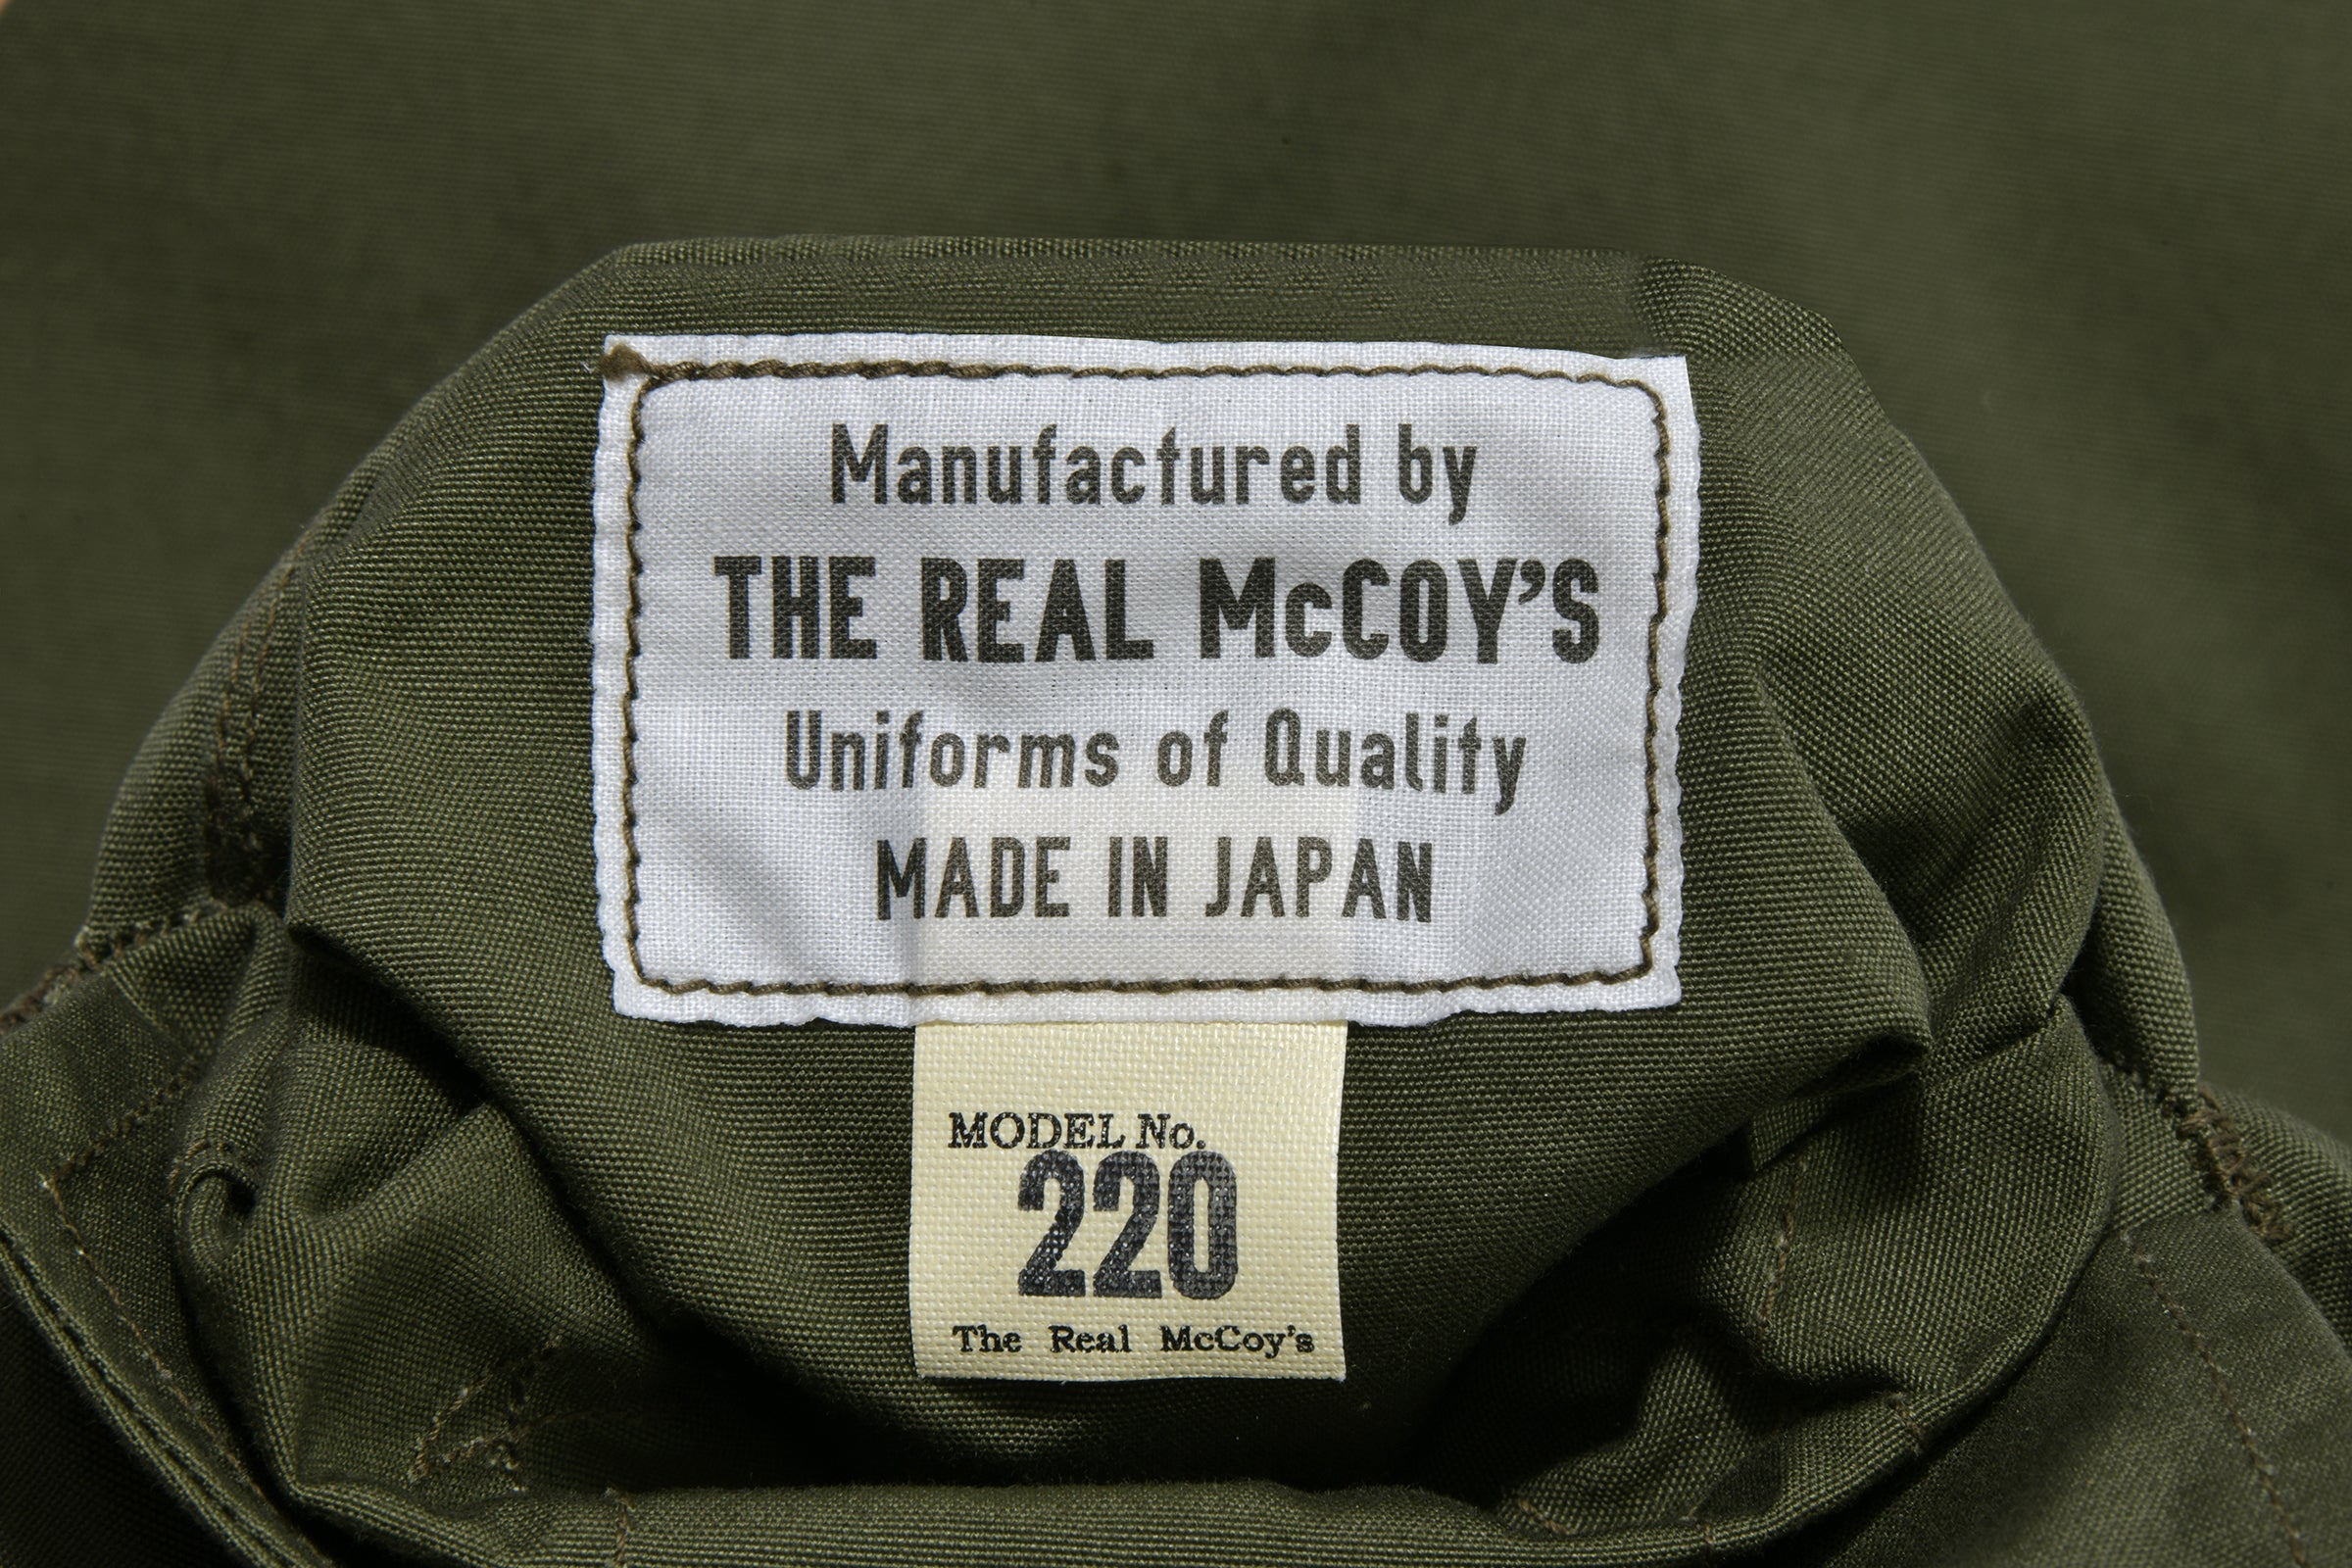 Manufactured by
THE REAL McCOY'S
Uniforms of Quality
MADE IN JAPAN
MODEL No.
220
The Real McCoy's